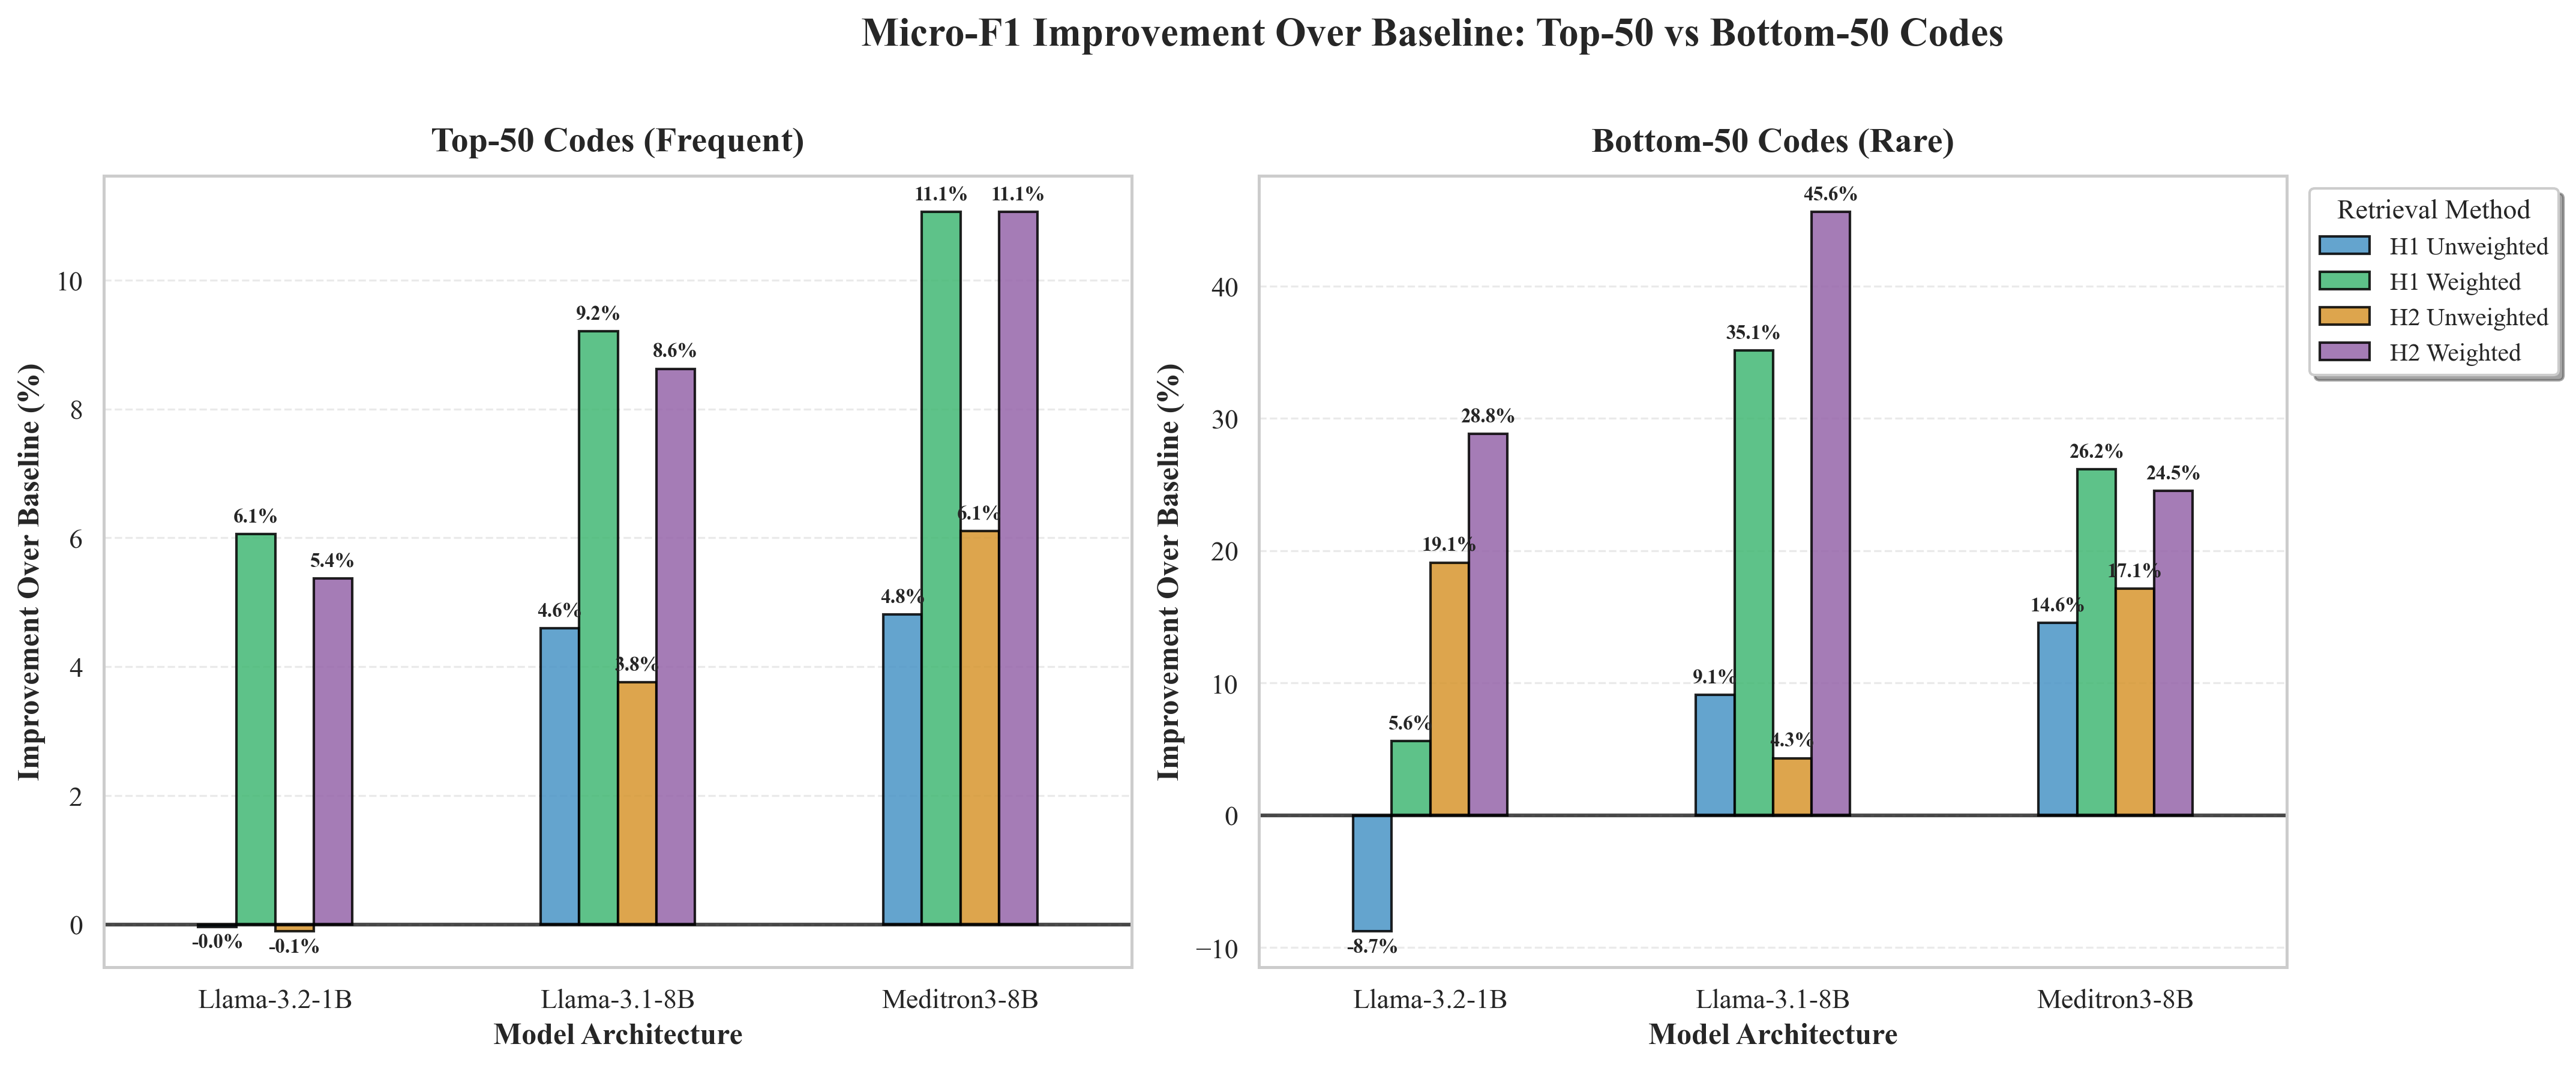 Micro-F1 Improvement Over Baseline: Top-50 vs Bottom-50 Codes
Top-50 Codes (Frequent)
Improvement Over Baseline (%)
10
8
6
4
2
0
-0.0%
6.1%
-0.1%
5.4%
4.6%
9.2%
3.8%
8.6%
4.8%
11.1%
6.1%
11.1%
Llama-3.2-1B
Llama-3.1-8B
Meditron3-8B
Model Architecture
Bottom-50 Codes (Rare)
Improvement Over Baseline (%)
40
30
20
10
0
−10
-8.7%
5.6%
19.1%
28.8%
9.1%
35.1%
4.3%
45.6%
14.6%
26.2%
17.1%
24.5%
Llama-3.2-1B
Llama-3.1-8B
Meditron3-8B
Model Architecture
Retrieval Method
H1 Unweighted
H1 Weighted
H2 Unweighted
H2 Weighted